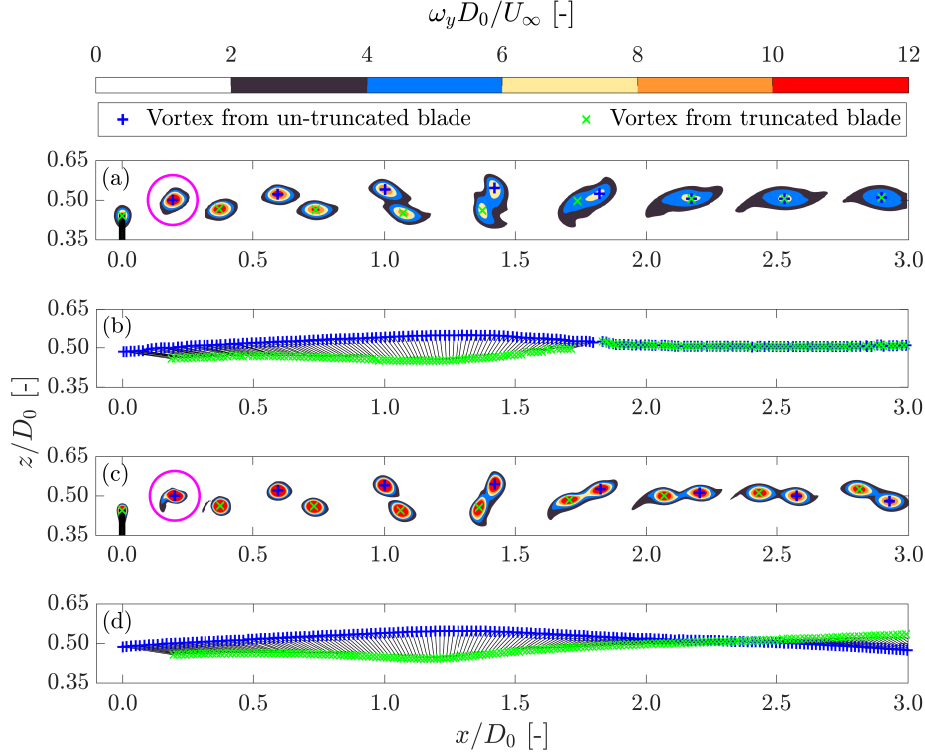 ω_y D_0/U_∞ [-]
0 2 4 6 8 10 12
+ Vortex from un-truncated blade × Vortex from truncated blade
z/D_0 [-]
(a)
0.65
0.50
0.35
0.0 0.5 1.0 1.5 2.0 2.5 3.0
(b)
0.65
0.50
0.35
0.0 0.5 1.0 1.5 2.0 2.5 3.0
(c)
0.65
0.50
0.35
0.0 0.5 1.0 1.5 2.0 2.5 3.0
(d)
0.65
0.50
0.35
0.0 0.5 1.0 1.5 2.0 2.5 3.0
x/D_0 [-]